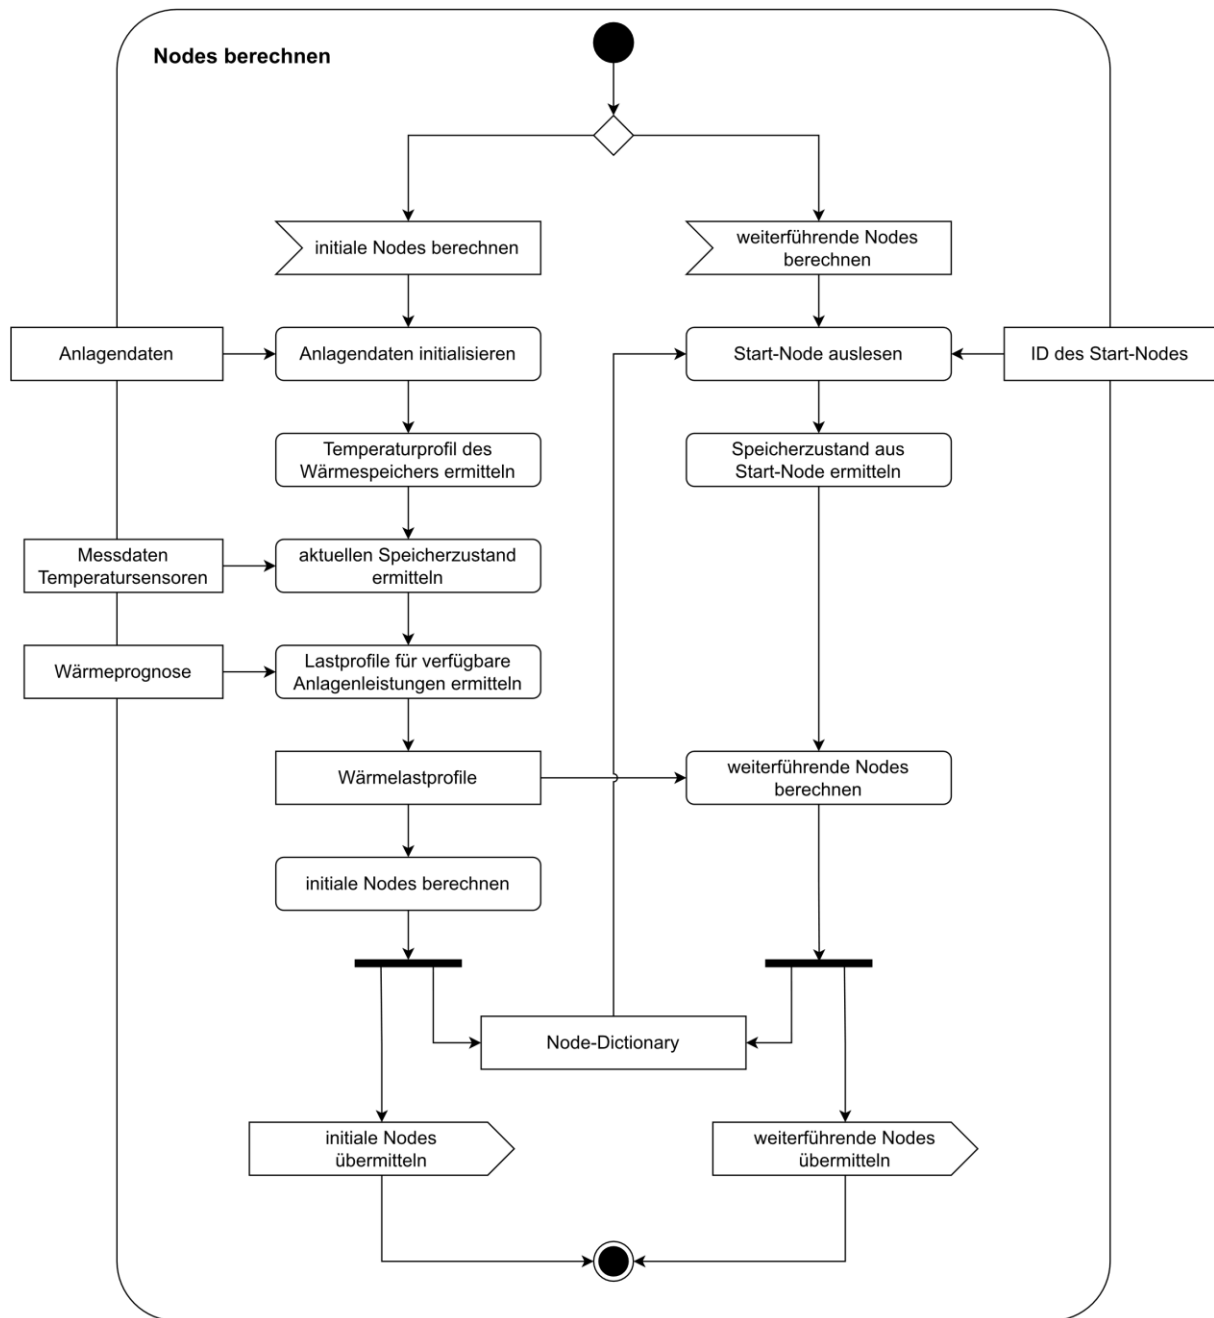 Nodes berechnen
initiale Nodes berechnen
weiterführende Nodes
berechnen
Anlagendaten
Anlagendaten initialisieren
Start-Node auslesen
ID des Start-Nodes
Temperaturprofil des
Wärmespeichers ermitteln
Speicherzustand aus
Start-Node ermitteln
Messdaten
Temperatursensoren
aktuellen Speicherzustand
ermitteln
Wärmeprognose
Lastprofile für verfügbare
Anlagenleistungen ermitteln
Wärmelastprofile
weiterführende Nodes
berechnen
initiale Nodes berechnen
Node-Dictionary
initiale Nodes
übermitteln
weiterführende Nodes
übermitteln